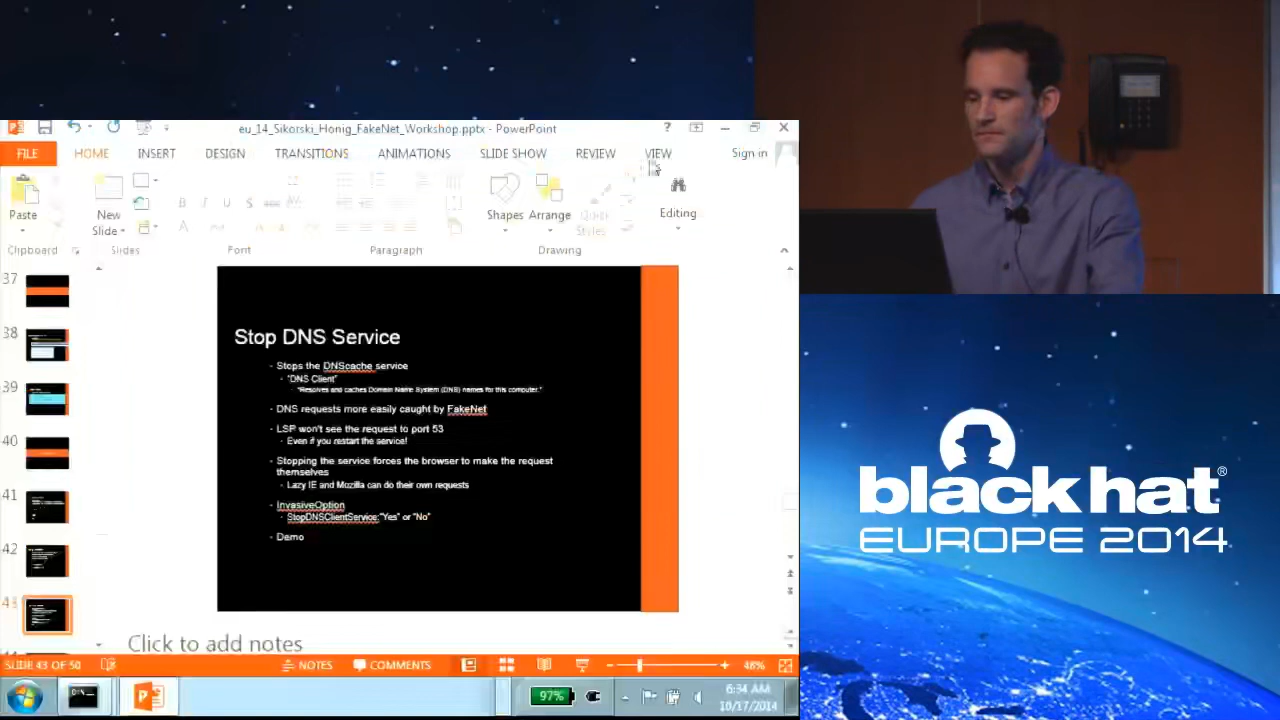 eu_14_Sikorski_Honig_FakeNet_Workshop.pptx - PowerPoint
?
FILE
HOME
INSERT
DESIGN
TRANSITIONS
ANIMATIONS
SLIDE SHOW
REVIEW
VIEW
Sign in
Paste
New
Slide
Shapes
Arrange
Quick
Styles
Editing
Clipboard
Slides
Font
Paragraph
Drawing
37
38
39
40
41
42
43
Stop DNS Service
- Stops the DNScache service
- "DNS Client"
- "Resolves and caches Domain Name System (DNS) names for this computer."
- DNS requests more easily caught by FakeNet
- LSP won't see the request to port 53
- Even if you restart the service!
- Stopping the service forces the browser to make the request
themselves
- Lazy IE and Mozilla can do their own requests
- InvasiveOption
- StopDNSClientService:"Yes" or "No"
- Demo
Click to add notes
SLIDE 43 OF 50
NOTES
COMMENTS
48%
97%
6:34 AM
10/17/2014
black hat®
EUROPE 2014